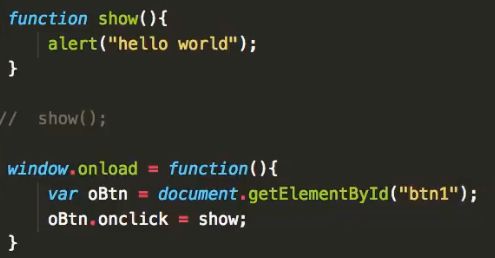 function show(){
    alert("hello world");
}
//  show();
window.onload = function(){
    var oBtn = document.getElementById("btn1");
    oBtn.onclick = show;
}